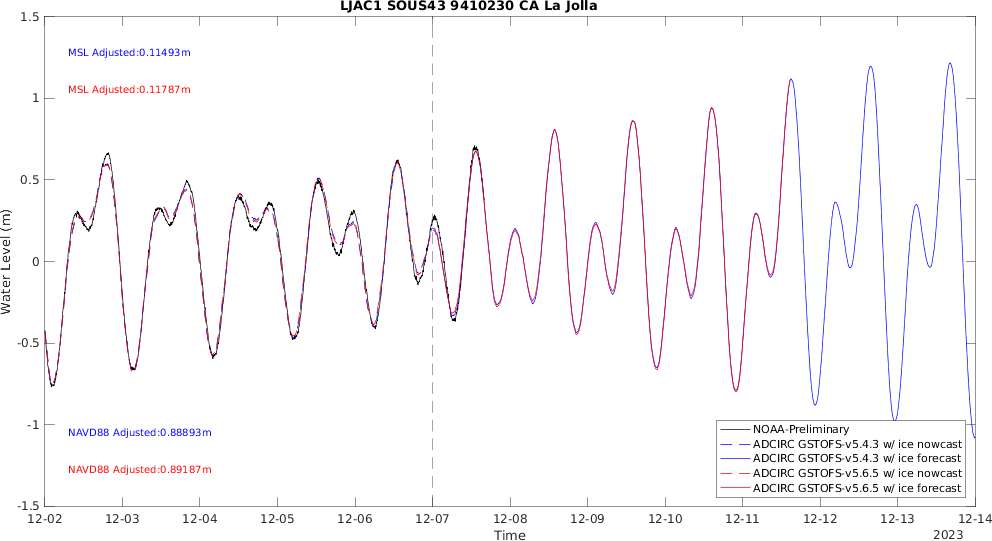 LJAC1 SOUS43 9410230 CA La Jolla
1.5
1
0.5
0
-0.5
-1
-1.5
Water Level (m)
MSL Adjusted:0.11493m
MSL Adjusted:0.11787m
NAVD88 Adjusted:0.88893m
NAVD88 Adjusted:0.89187m
NOAA-Preliminary
ADCIRC GSTOFS-v5.4.3 w/ ice nowcast
ADCIRC GSTOFS-v5.4.3 w/ ice forecast
ADCIRC GSTOFS-v5.6.5 w/ ice nowcast
ADCIRC GSTOFS-v5.6.5 w/ ice forecast
12-02 12-03 12-04 12-05 12-06 12-07 12-08 12-09 12-10 12-11 12-12 12-13 12-14
Time
2023